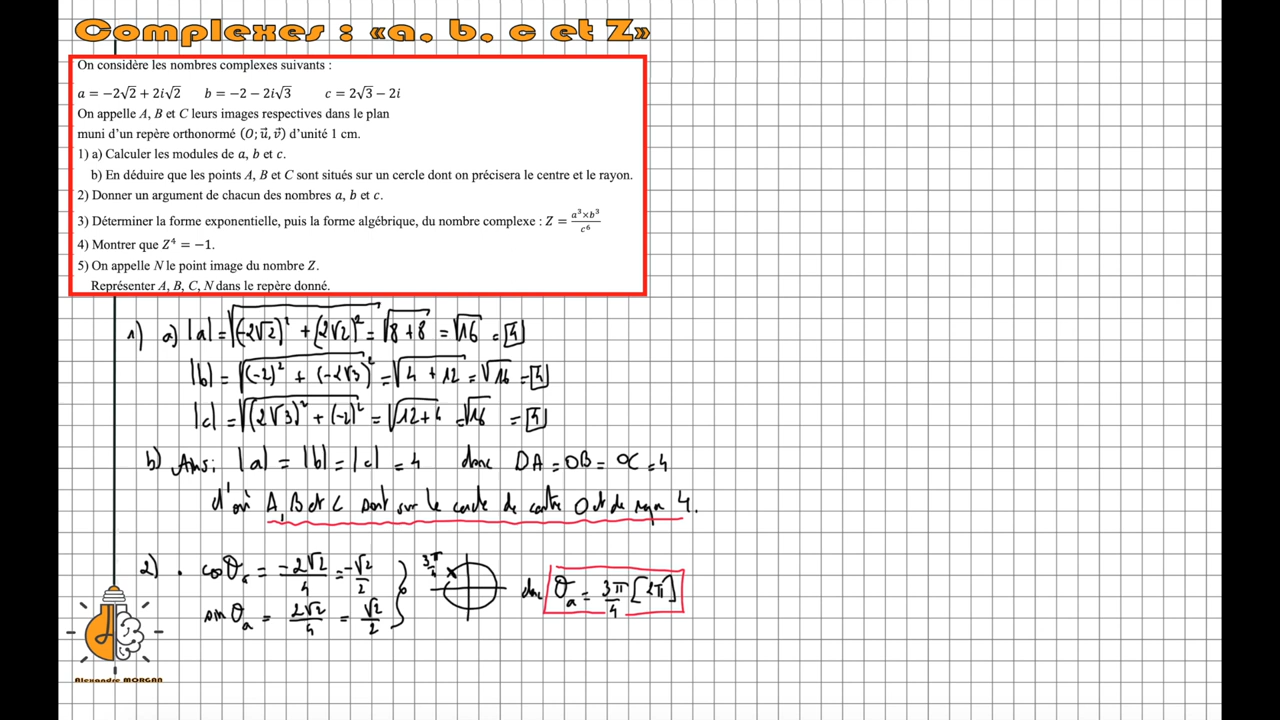 Complexes : «a, b, c et Z»
On considère les nombres complexes suivants :
a = −2√2 + 2i√2 b = −2 − 2i√3 c = 2√3 − 2i
On appelle A, B et C leurs images respectives dans le plan
muni d'un repère orthonormé (O; u⃗, v⃗) d'unité 1 cm.
1) a) Calculer les modules de a, b et c.
b) En déduire que les points A, B et C sont situés sur un cercle dont on précisera le centre et le rayon.
2) Donner un argument de chacun des nombres a, b et c.
3) Déterminer la forme exponentielle, puis la forme algébrique, du nombre complexe : Z = (a³×b³)/c⁶
4) Montrer que Z⁴ = −1.
5) On appelle N le point image du nombre Z.
Représenter A, B, C, N dans le repère donné.
1) a) |a| = √((-2√2)² + (2√2)²) = √(8 + 8) = √16 = 4
|b| = √((-2)² + (-2√3)²) = √(4 + 12) = √16 = 4
|c| = √((2√3)² + (-2)²) = √(12 + 4) = √16 = 4
b) Ainsi |a| = |b| = |c| = 4 donc OA = OB = OC = 4
d'où A, B et C sont sur le cercle de centre O et de rayon 4.
2) . cos θa = -2√2/4 = -√2/2
sin θa = 2√2/4 = √2/2
3π/4
donc θa = 3π/4 [2π]
Alexandre MORGAN